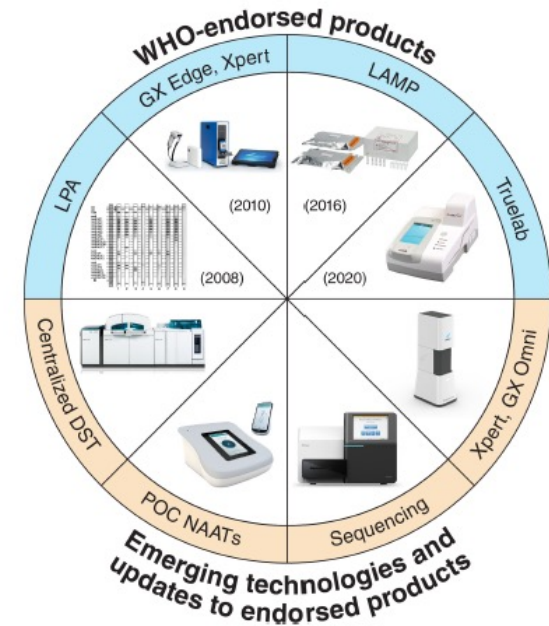 WHO-endorsed products
GX Edge, Xpert
LAMP
LPA
Truelab
(2010)
(2016)
(2008)
(2020)
Centralized DST
Xpert, GX Omni
POC NAATs
Sequencing
Emerging technologies and
updates to endorsed products